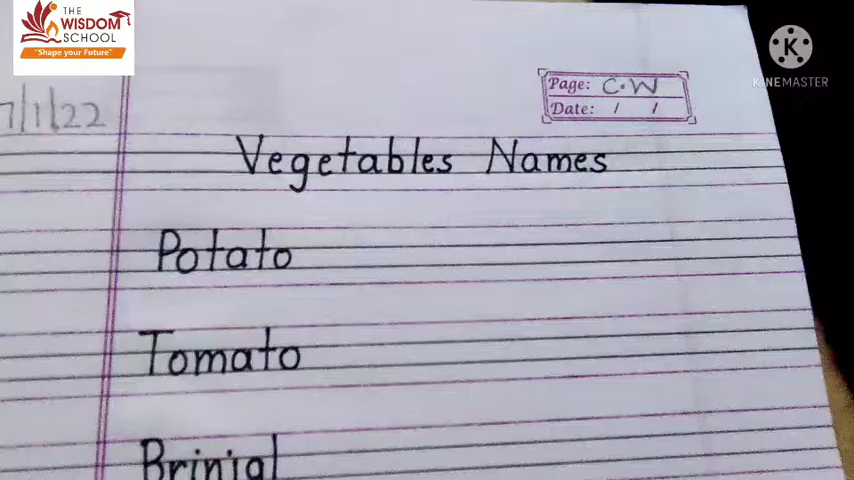 THE
WISDOM
SCHOOL
"Shape your Future"
KINEMASTER
7/1/22
Page: C.W
Date: / /
Vegetables Names
Potato
Tomato
Brinjal